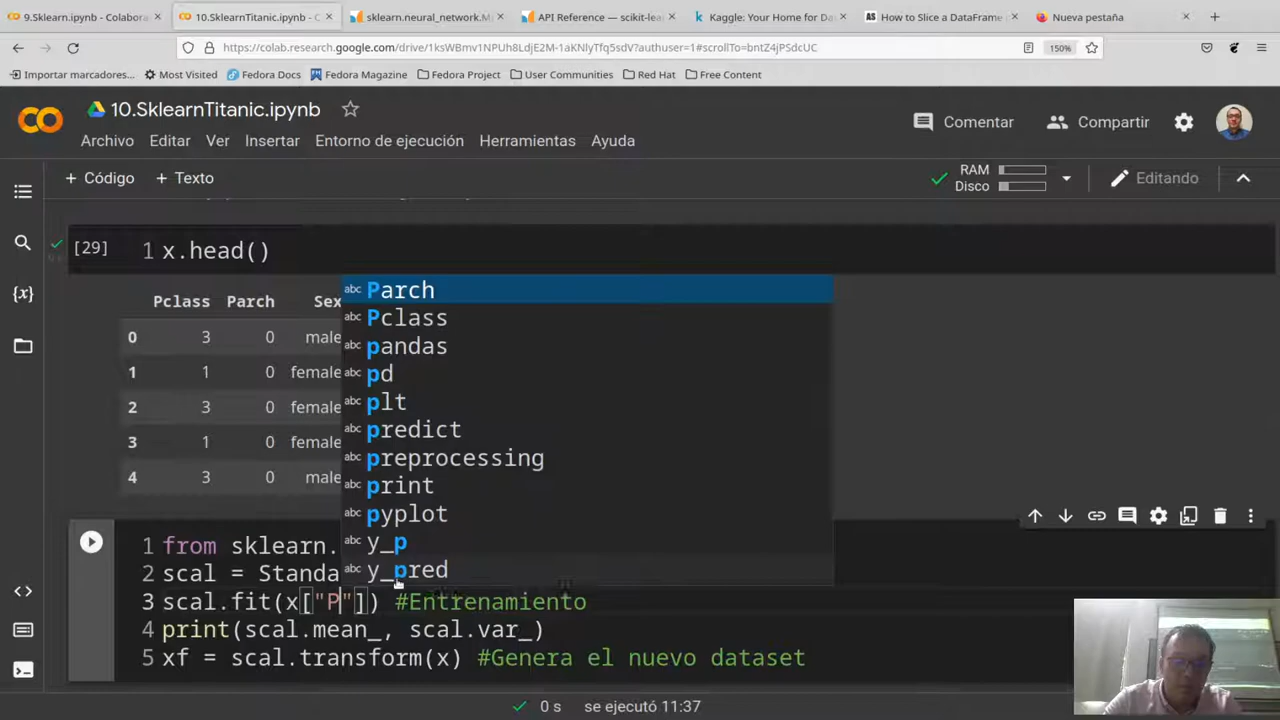 9.Sklearn.ipynb - Colabora
10.SklearnTitanic.ipynb - C
sklearn.neural_network.M
API Reference — scikit-lea
Kaggle: Your Home for Da
How to Slice a DataFrame
Nueva pestaña
https://colab.research.google.com/drive/1ksWBmv1NPUh8LdjE2M-1aKNlyTfq5sdV?authuser=1#scrollTo=bntZ4jPSdcUC
150%
Importar marcadores...
Most Visited
Fedora Docs
Fedora Magazine
Fedora Project
User Communities
Red Hat
Free Content
10.SklearnTitanic.ipynb
Comentar
Compartir
Archivo Editar Ver Insertar Entorno de ejecución Herramientas Ayuda
+ Código + Texto
RAM
Disco
Editando
[29] 1 x.head()
Pclass Parch Sex
0 3 0 male
1 1 0 female
2 3 0 female
3 1 0 female
4 3 0 male
abc Parch
abc Pclass
abc pandas
abc pd
abc plt
abc predict
abc preprocessing
abc print
abc pyplot
abc y_p
abc y_pred
1 from sklearn.
2 scal = Standa
3 scal.fit(x["P"]) #Entrenamiento
4 print(scal.mean_, scal.var_)
5 xf = scal.transform(x) #Genera el nuevo dataset
0 s se ejecutó 11:37